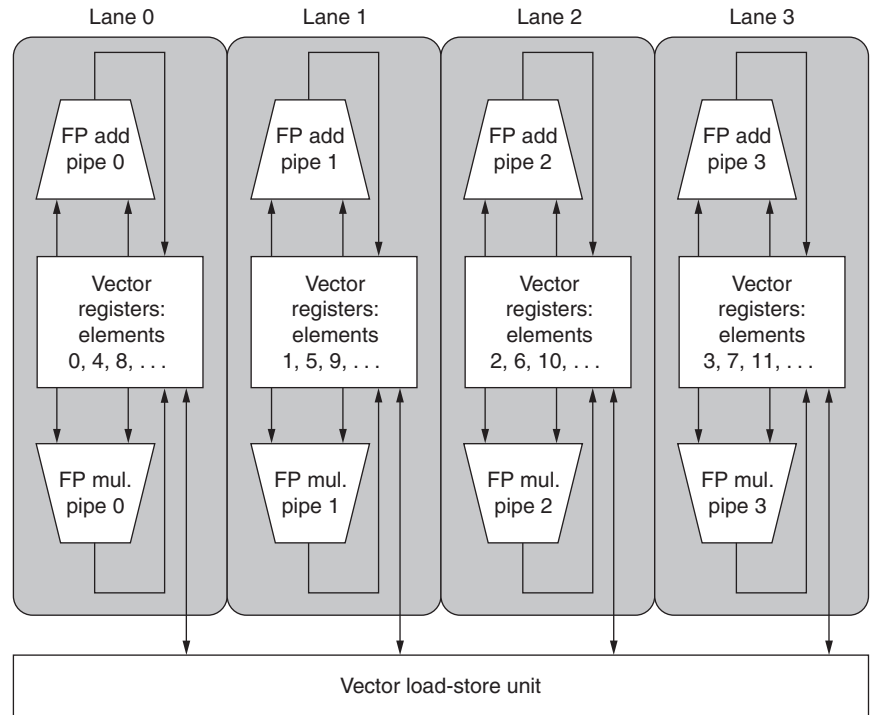 Lane 0
Lane 1
Lane 2
Lane 3
FP add
pipe 0
FP add
pipe 1
FP add
pipe 2
FP add
pipe 3
Vector
registers:
elements
0, 4, 8, . . .
Vector
registers:
elements
1, 5, 9, . . .
Vector
registers:
elements
2, 6, 10, . . .
Vector
registers:
elements
3, 7, 11, . . .
FP mul.
pipe 0
FP mul.
pipe 1
FP mul.
pipe 2
FP mul.
pipe 3
Vector load-store unit